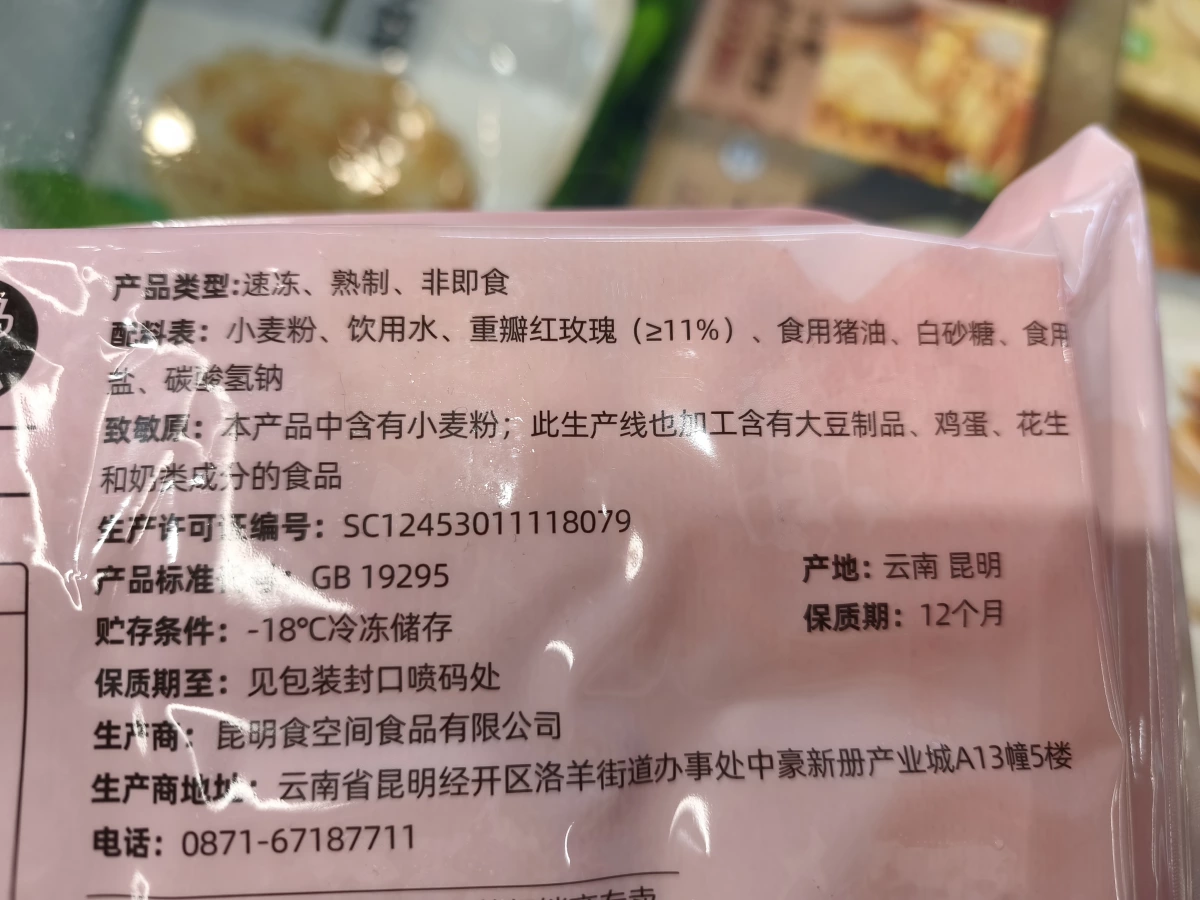 产品类型:速冻、熟制、非即食
配料表：小麦粉、饮用水、重瓣红玫瑰（≥11%）、食用猪油、白砂糖、食用
盐、碳酸氢钠
致敏原：本产品中含有小麦粉；此生产线也加工含有大豆制品、鸡蛋、花生
和奶类成分的食品
生产许可证编号：SC12453011118079
产品标准 号：GB 19295
产地：云南 昆明
贮存条件：-18℃冷冻储存
保质期：12个月
保质期至：见包装封口喷码处
生产商：昆明食空间食品有限公司
生产商地址：云南省昆明经开区洛羊街道办事处中豪新册产业城A13幢5楼
电话：0871-67187711